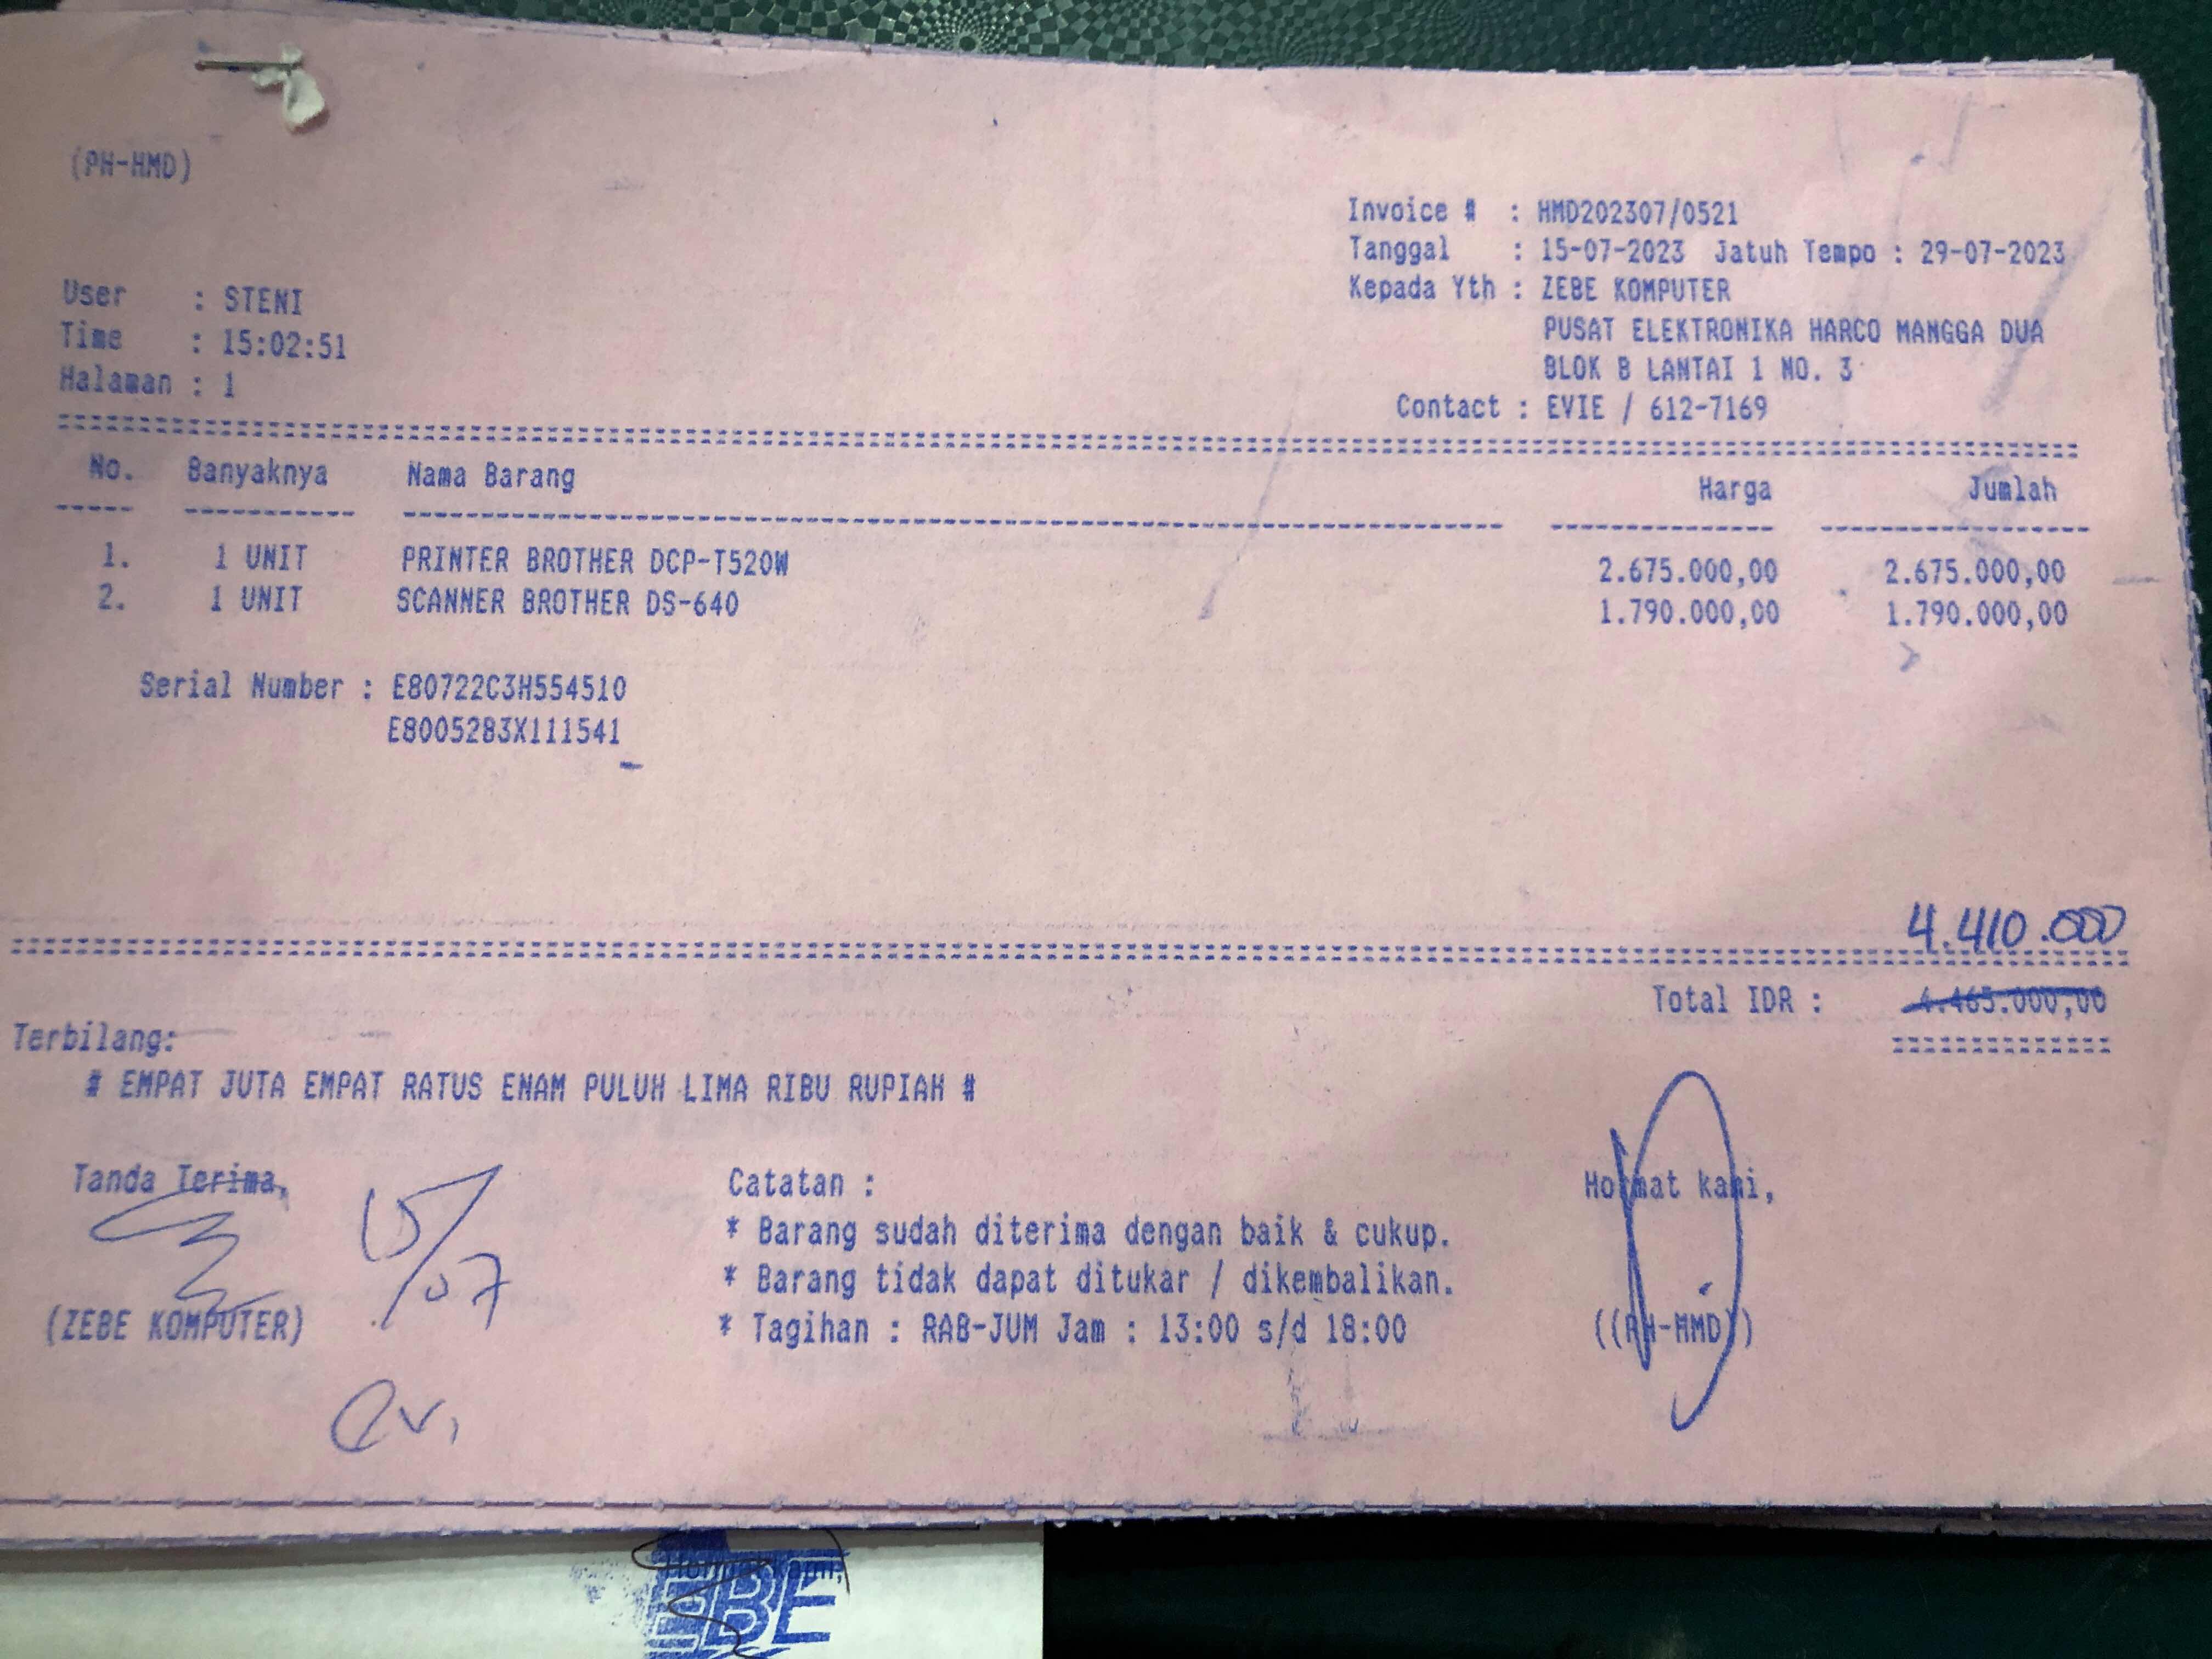 (PH-HMD)
Invoice # : HMD202307/0521
Tanggal : 15-07-2023 Jatuh Tempo : 29-07-2023
Kepada Yth : ZEBE KOMPUTER
PUSAT ELEKTRONIKA HARCO MANGGA DUA
BLOK B LANTAI 1 NO. 3
Contact : EVIE / 612-7169
User : STENI
Time : 15:02:51
Halaman : 1
No. Banyaknya Nama Barang Harga Jumlah
1. 1 UNIT PRINTER BROTHER DCP-T520W 2.675.000,00 2.675.000,00
2. 1 UNIT SCANNER BROTHER DS-640 1.790.000,00 1.790.000,00
Serial Number : E80722C3H554510
E80052B3X111541
4.410.000
Total IDR : 4.465.000,00
Terbilang:
# EMPAT JUTA EMPAT RATUS ENAM PULUH LIMA RIBU RUPIAH #
Tanda Terima,
15/07
(ZEBE KOMPUTER)
Catatan :
* Barang sudah diterima dengan baik & cukup.
* Barang tidak dapat ditukar / dikembalikan.
* Tagihan : RAB-JUM Jam : 13:00 s/d 18:00
Hormat kami,
((PH-HMD))
Hormat kami,
EBE